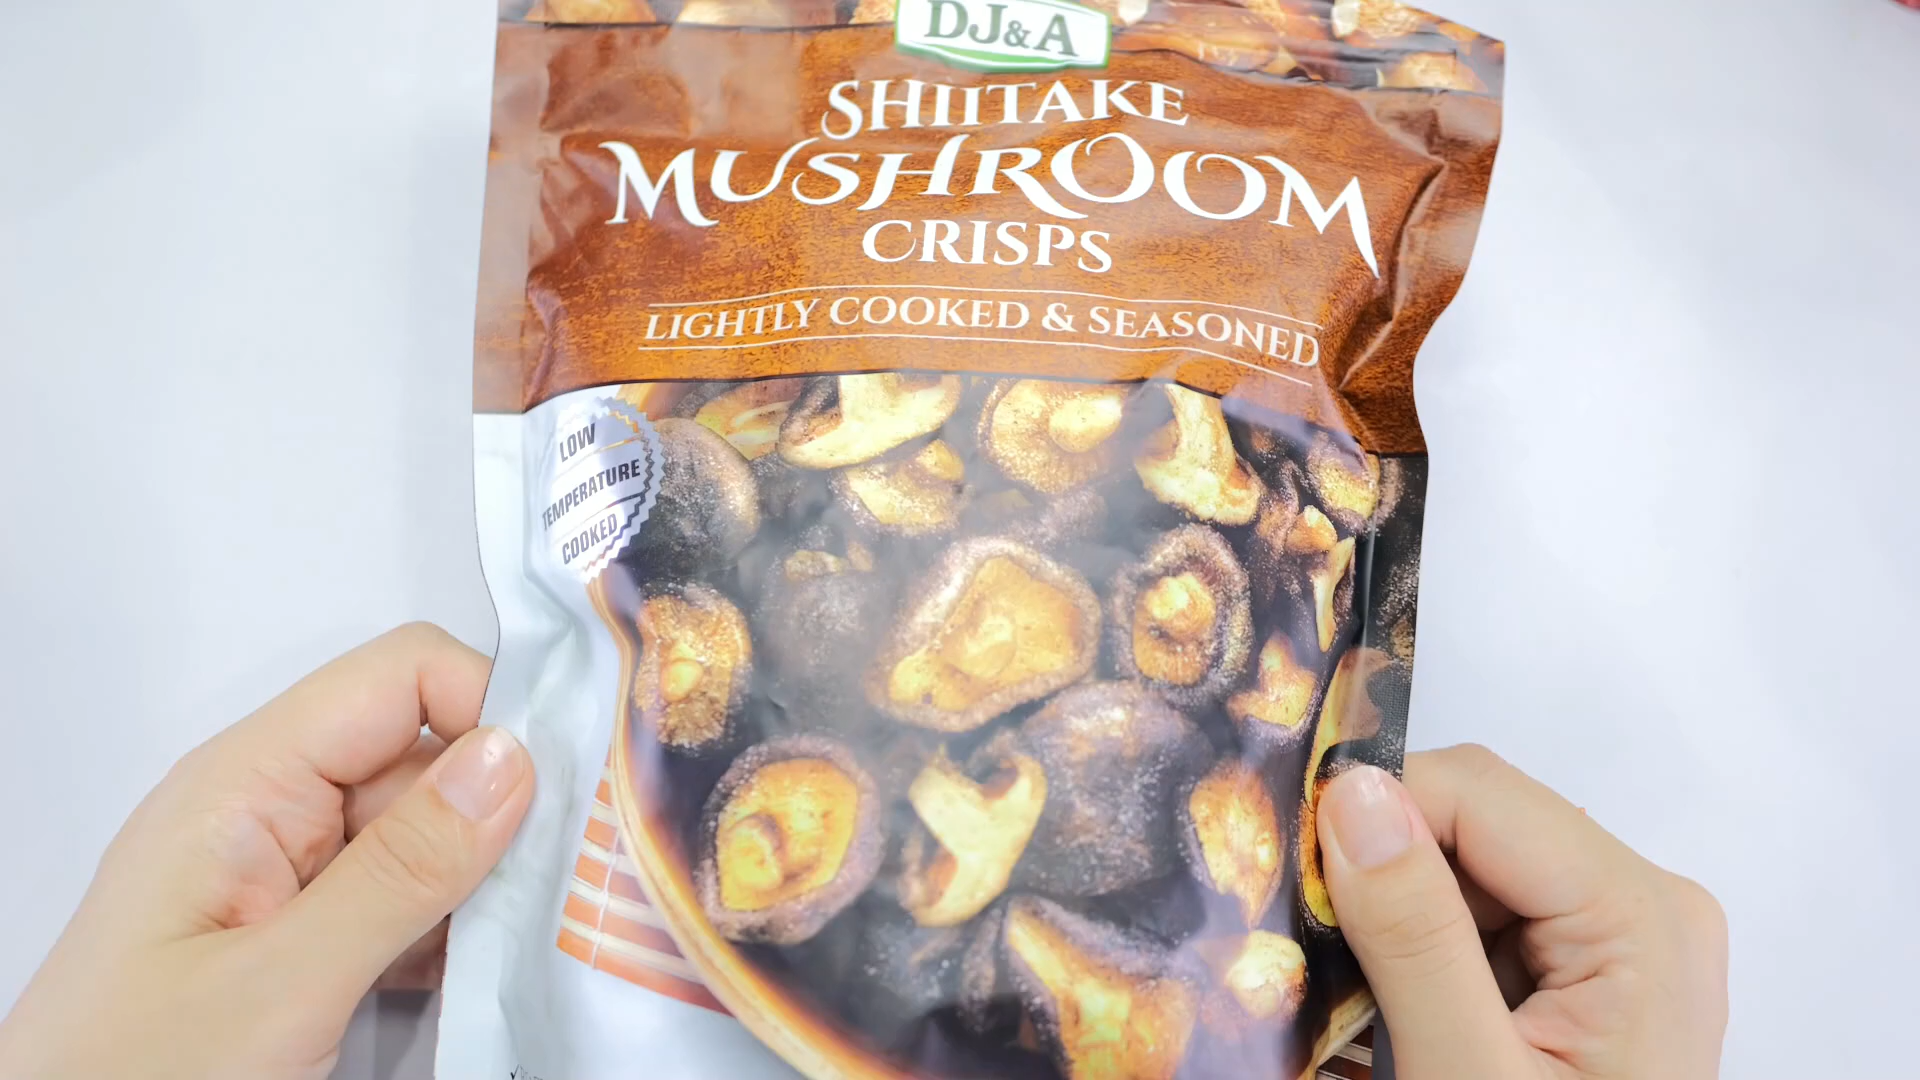 DJ&A
SHIITAKE
MUSHROOM
CRISPS
LIGHTLY COOKED & SEASONED
LOW
TEMPERATURE
COOKED